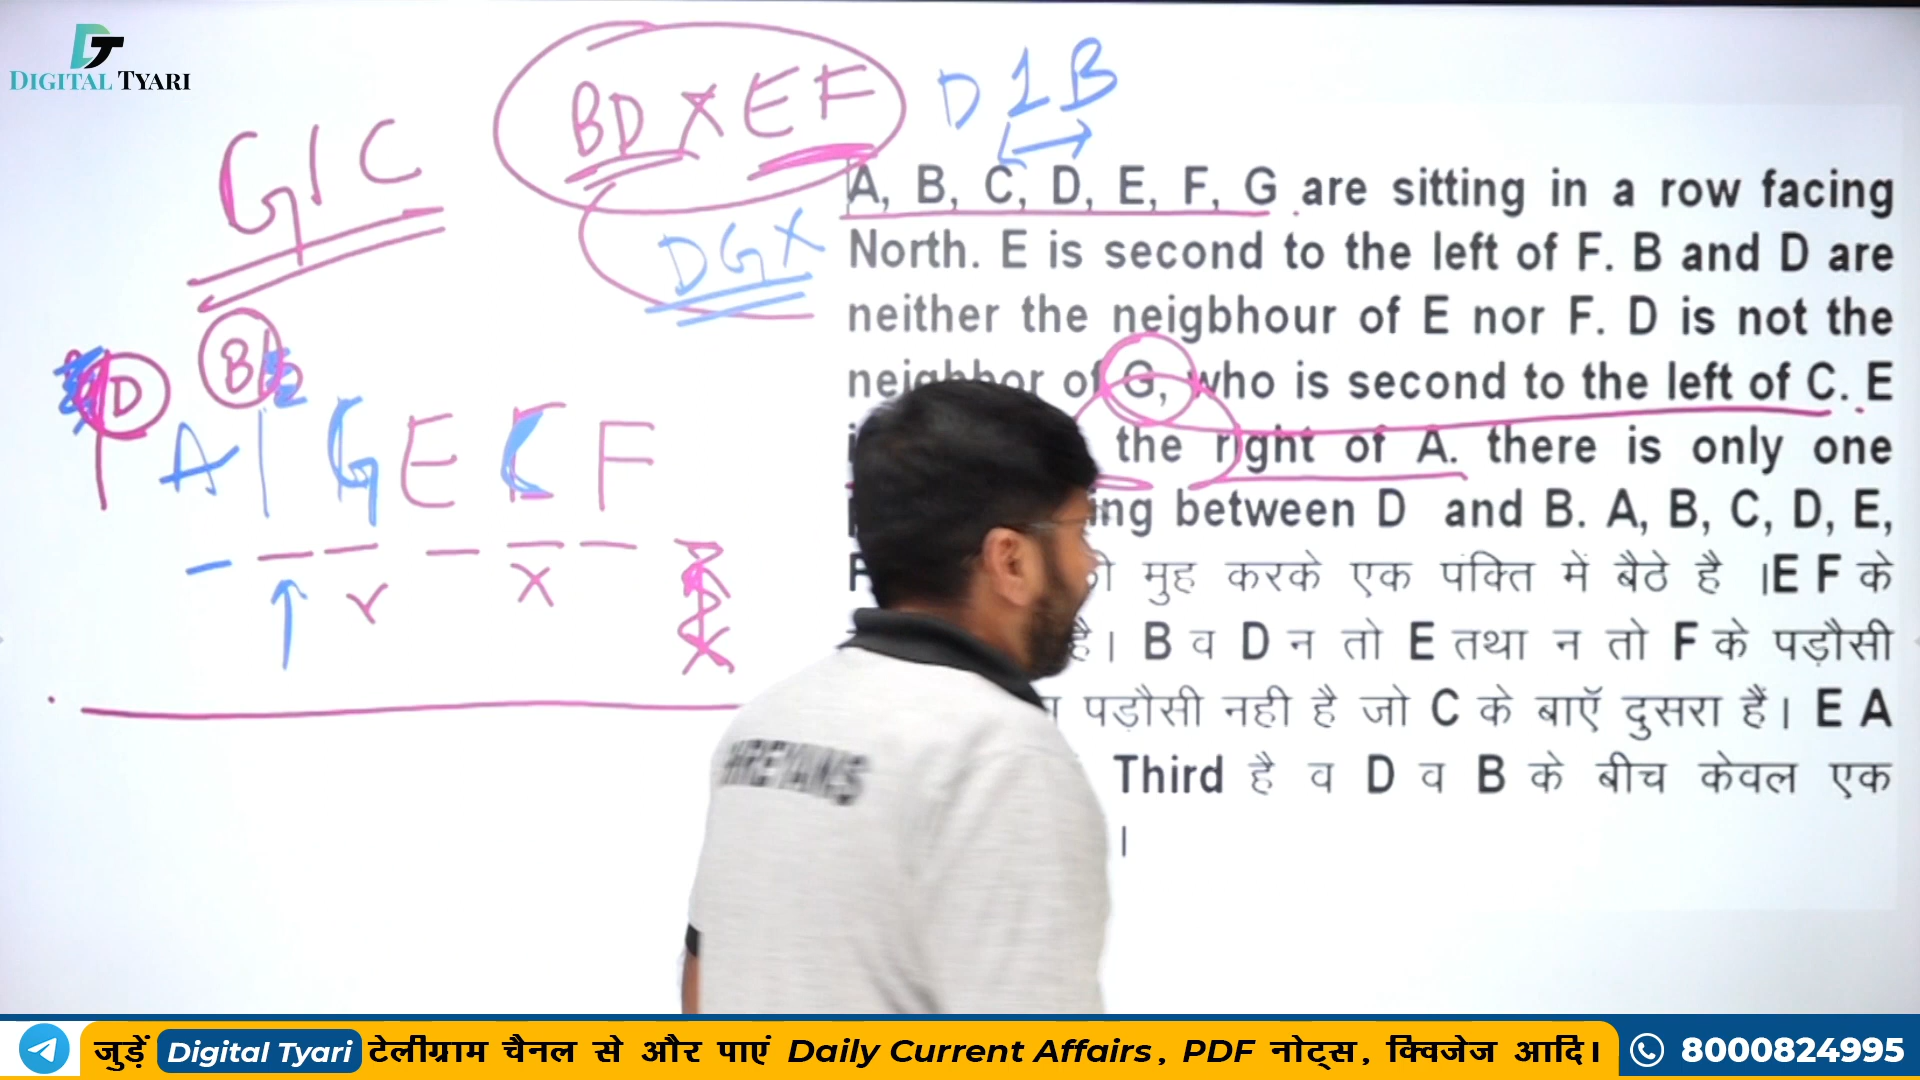 DIGITAL TYARI
BD X E F
D 1 B
G 1 C
D G X
A, B, C, D, E, F, G are sitting in a row facing
North. E is second to the left of F. B and D are
neither the neigbhour of E nor F. D is not the
neighbor of G, who is second to the left of C. E
the right of A. there is only one
between D and B. A, B, C, D, E,
मुह करके एक पंक्ति में बैठे है ।E F के
है। B व D न तो E तथा न तो F के पड़ौसी
पड़ौसी नही है जो C के बाऍ दुसरा हैं। E A
Third है व D व B के बीच केवल एक
।
D B
A G E C F
X
HREYANS
जुड़ें Digital Tyari टेलीग्राम चैनल से और पाएं Daily Current Affairs, PDF नोट्स, क्विजेज आदि। 8000824995